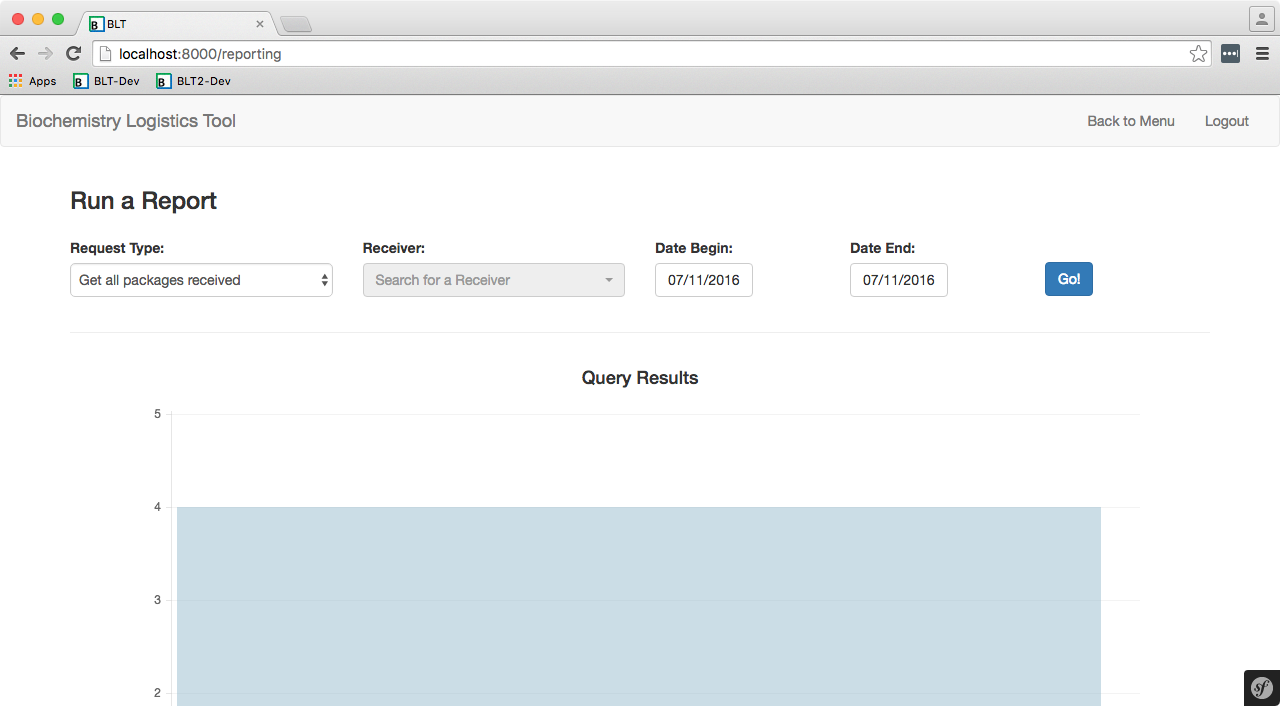 BLT
localhost:8000/reporting
Apps BLT-Dev BLT2-Dev
Biochemistry Logistics Tool Back to Menu Logout
Run a Report
Request Type: Receiver: Date Begin: Date End:
Get all packages received Search for a Receiver 07/11/2016 07/11/2016 Go!
Query Results
5
4
3
2